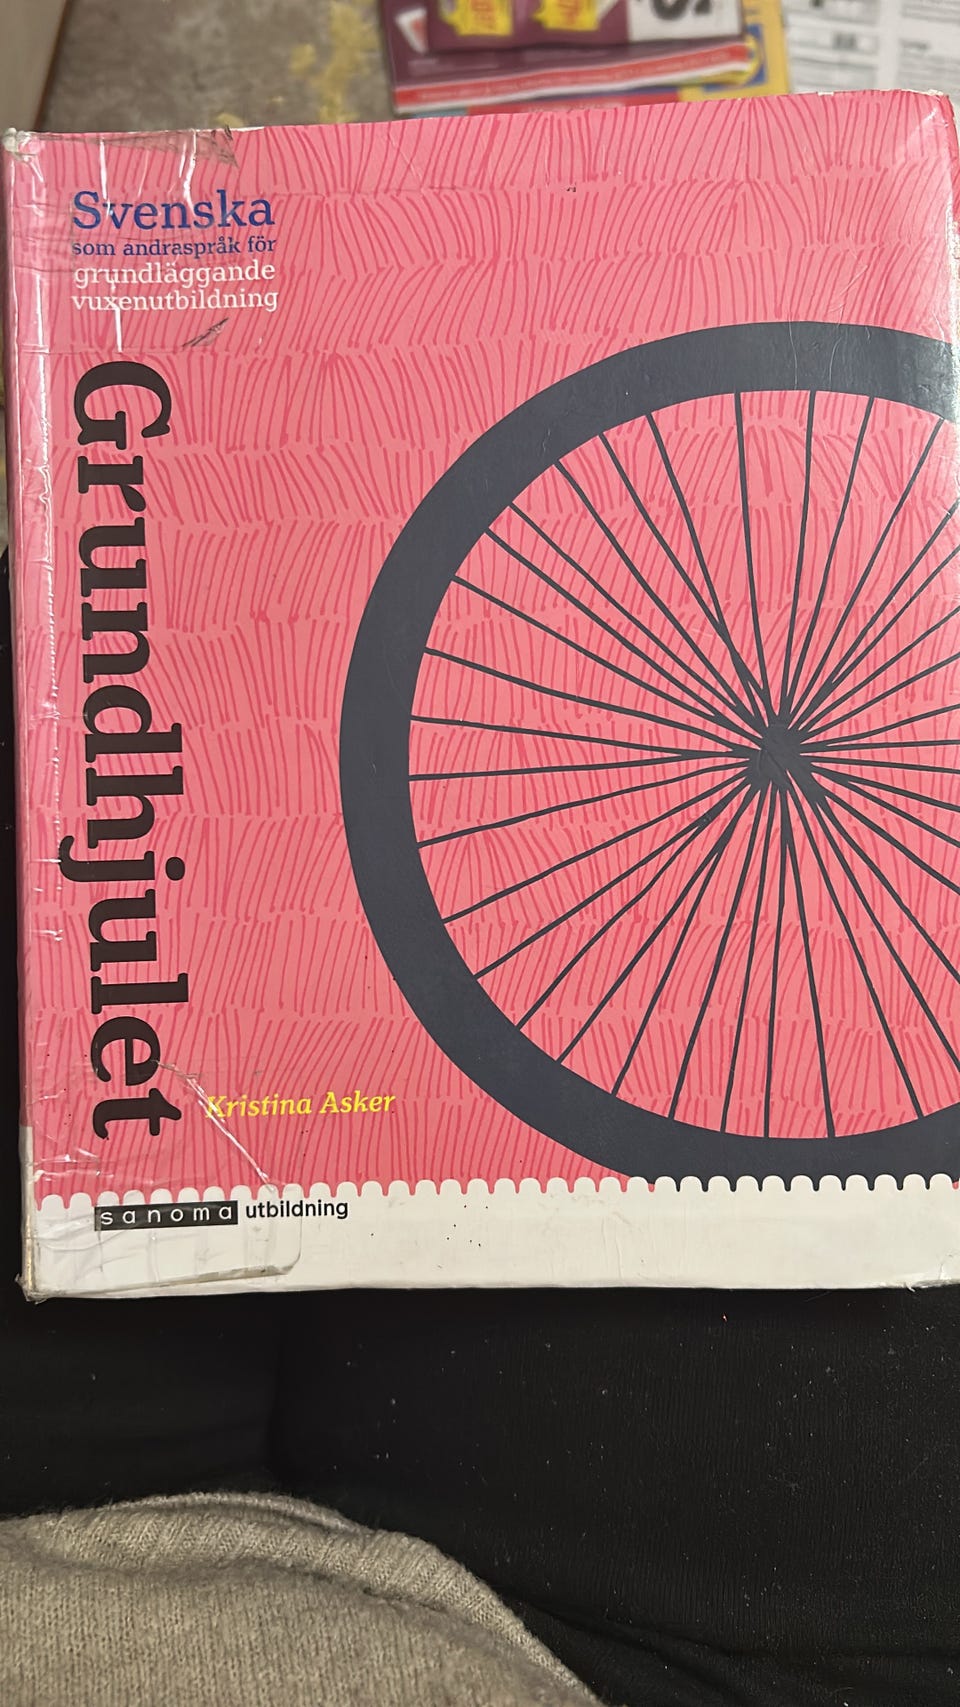 Svenska
som andraspråk för
grundläggande
vuxenutbildning
Grundhjulet
Kristina Asker
sanoma utbildning